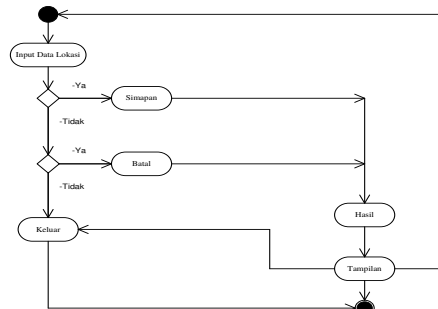 Input Data Lokasi
-Ya
Simapan
-Tidak
-Ya
Batal
-Tidak
Hasil
Keluar
Tampilan